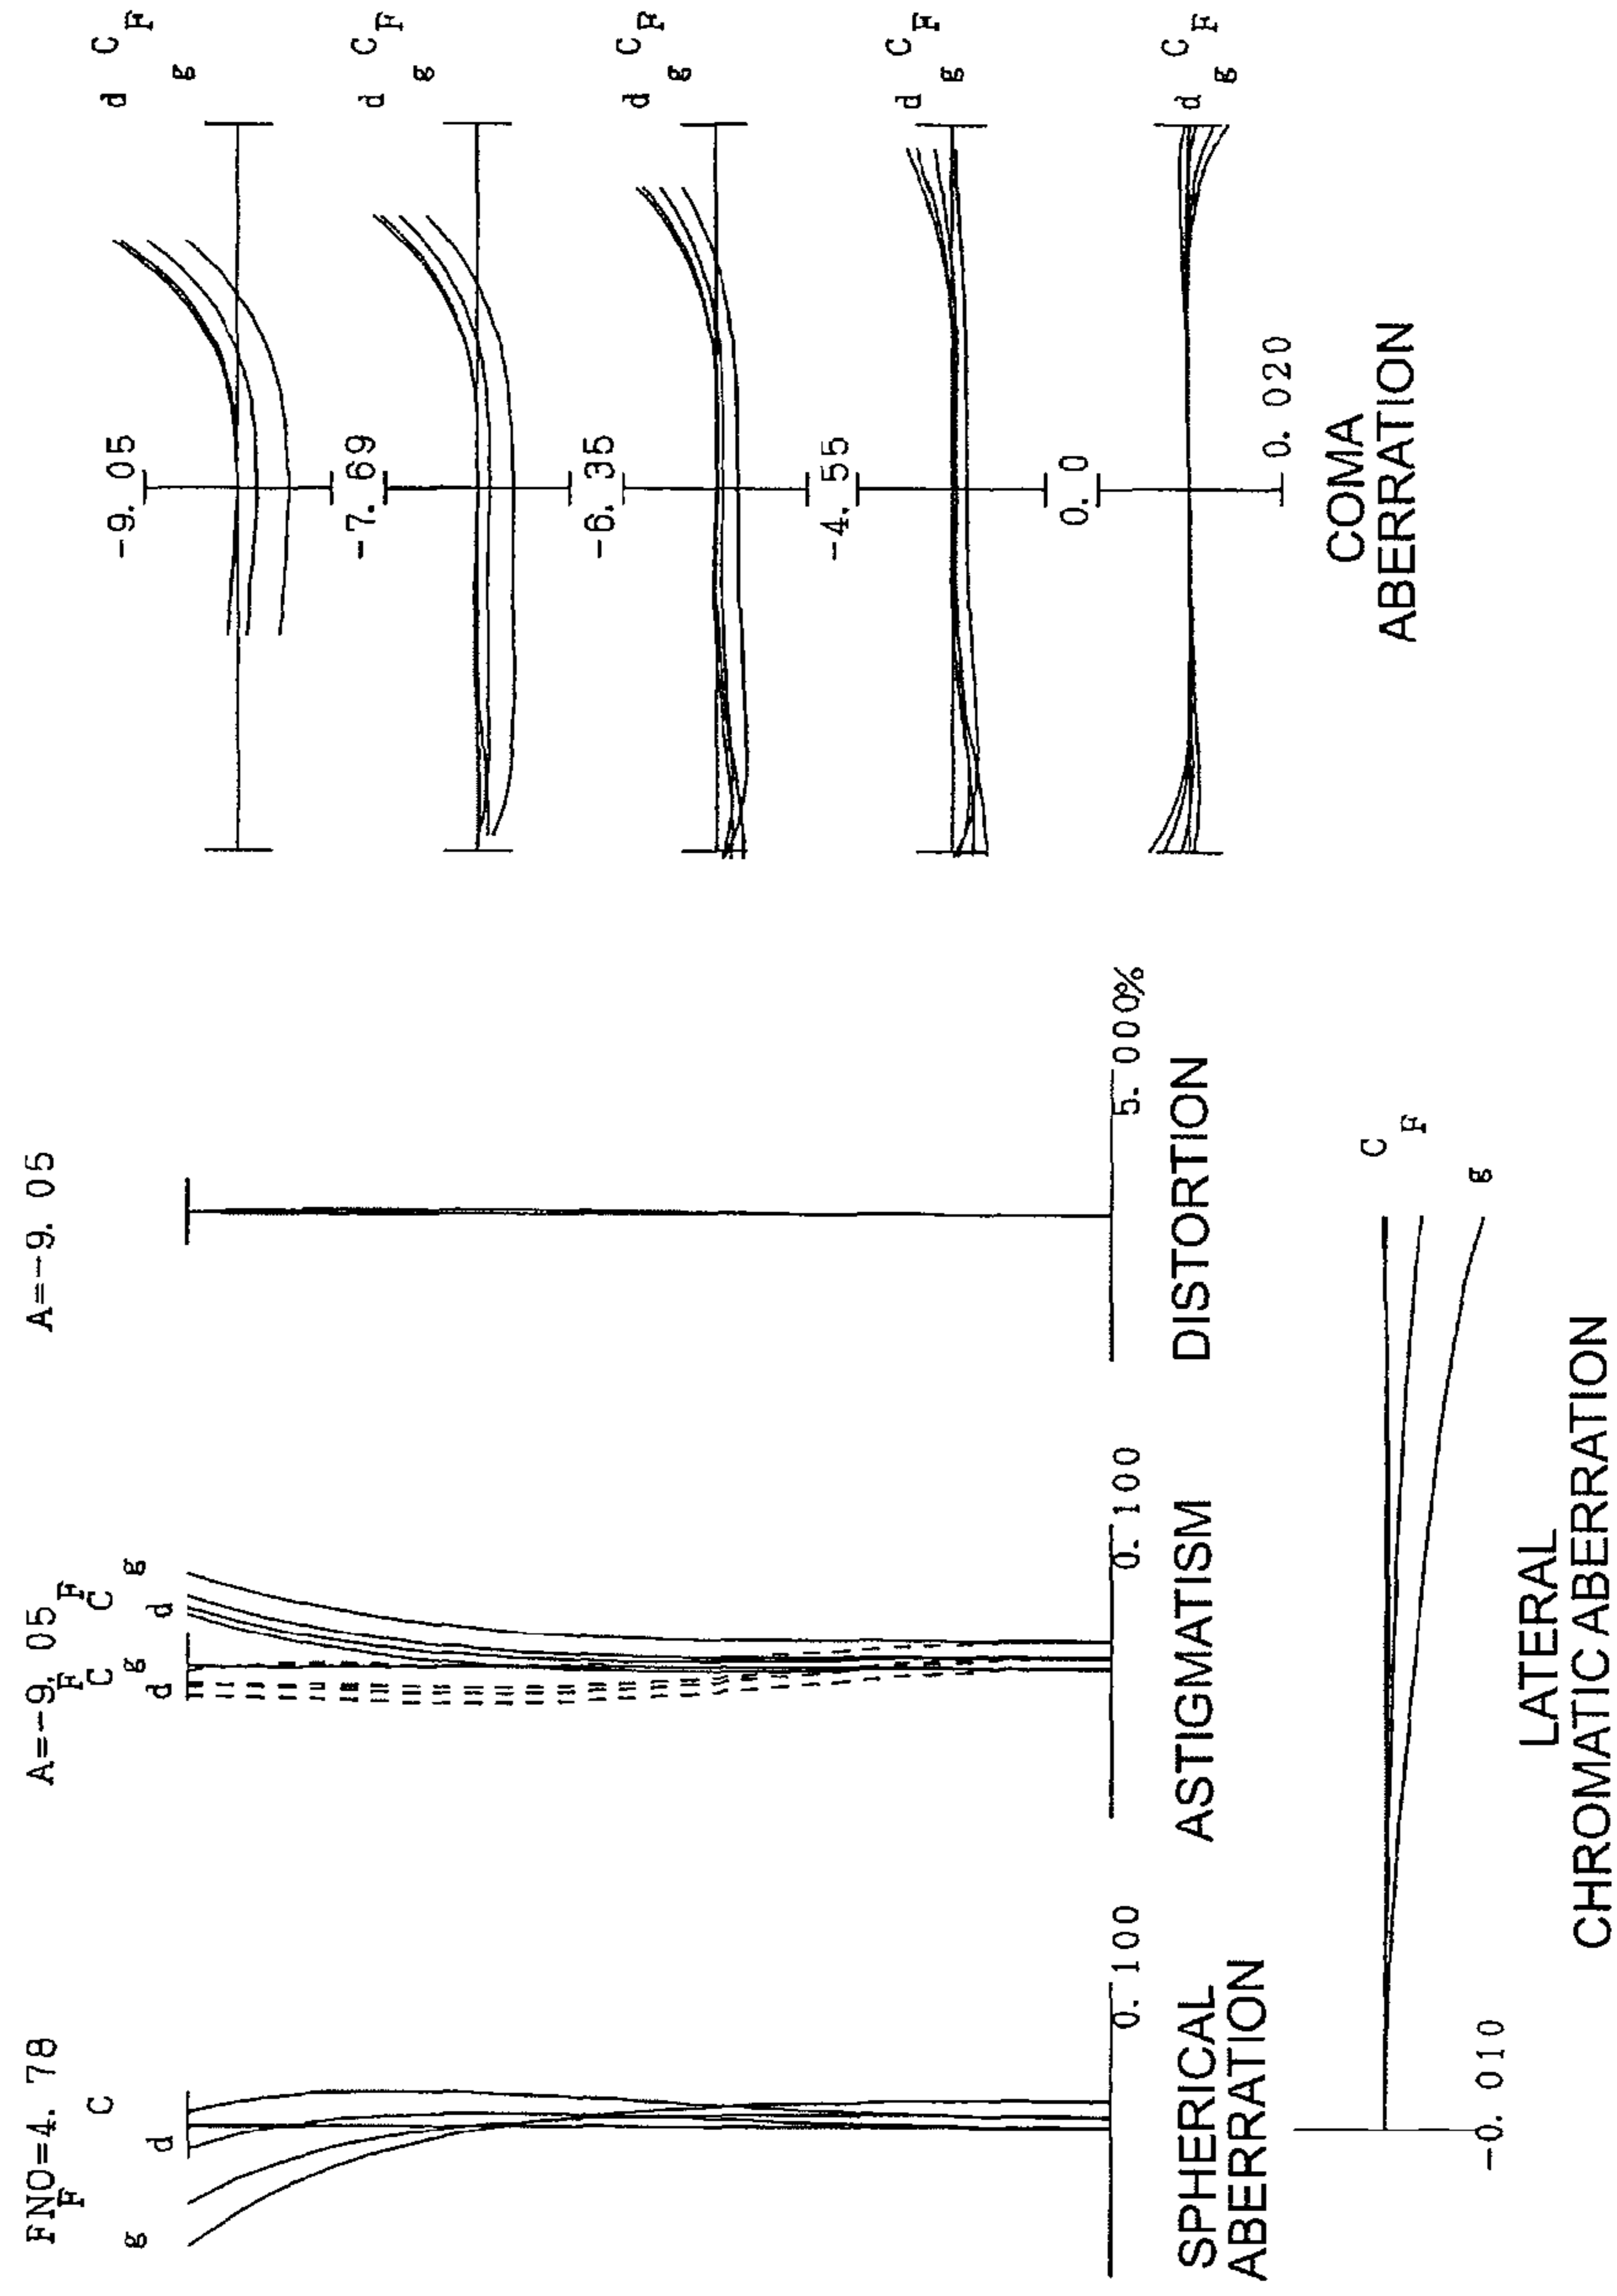 FNO=4. 78
F
C
g
d
0. 100
SPHERICAL
ABERRATION
A=-9. 05
F
C
d
g
F
C
d
g
0. 100
ASTIGMATISM
A=-9. 05
5. 000%
DISTORTION
-9. 05
d
g
C
F
-7. 69
d
g
C
F
-6. 35
d
g
C
F
-4. 55
d
g
C
F
0. 0
d
g
C
F
0. 020
COMA
ABERRATION
C
F
g
-0. 010
LATERAL
CHROMATIC ABERRATION